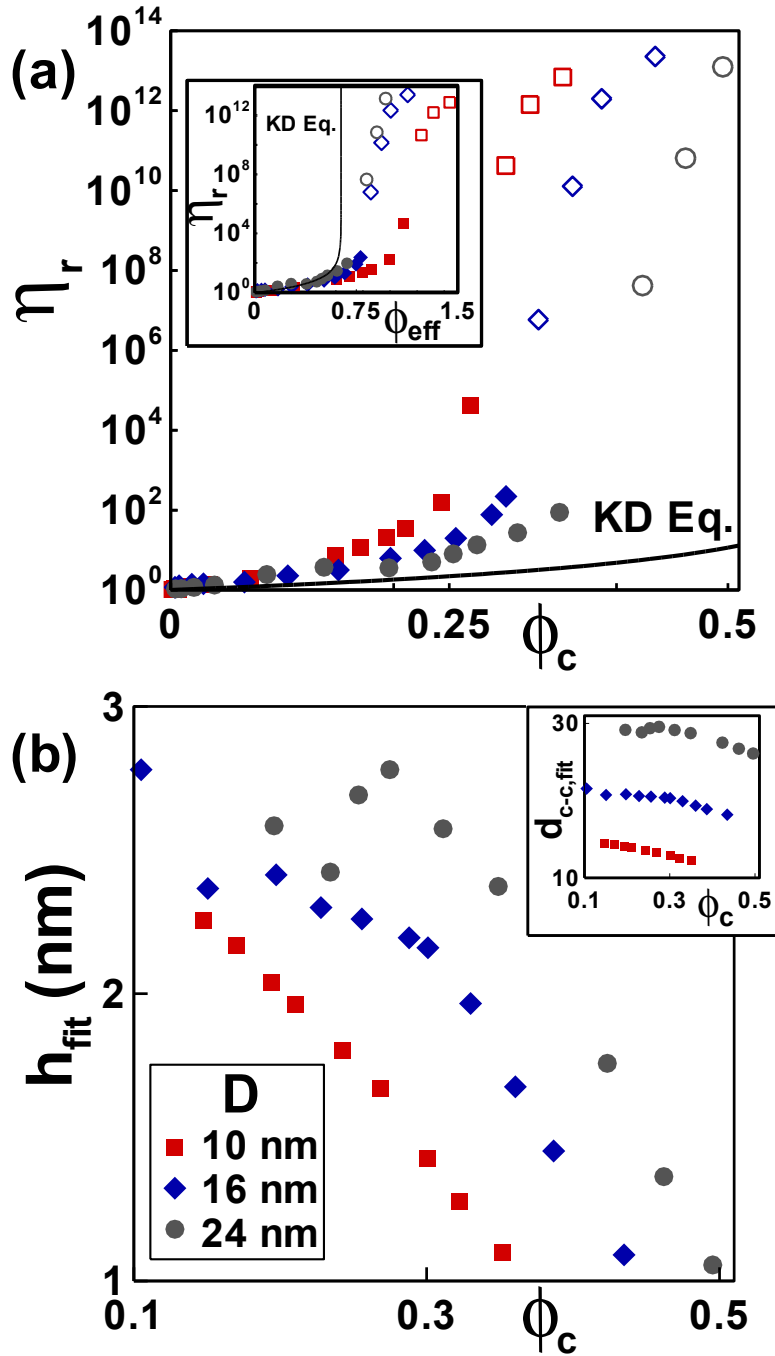 (a)
η_r
10^14
10^12
10^10
10^8
10^6
10^4
10^2
10^0
0
0.25
0.5
ϕ_c
KD Eq.
KD Eq.
η_r
10^12
10^8
10^4
10^0
0
0.75
1.5
ϕ_eff
(b)
h_fit (nm)
3
2
1
0.1
0.3
0.5
ϕ_c
D
10 nm
16 nm
24 nm
d_c-c,fit
30
10
0.1
0.3
0.5
ϕ_c